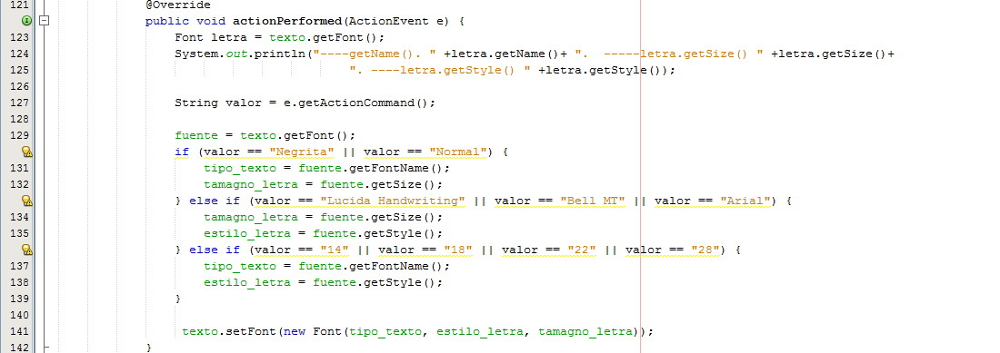 121 @Override
public void actionPerformed(ActionEvent e) {
123 Font letra = texto.getFont();
124 System.out.println("----getName(). " +letra.getName()+ ".  -----letra.getSize() " +letra.getSize()+
125 ". ----letra.getStyle() " +letra.getStyle());
126
127 String valor = e.getActionCommand();
128
129 fuente = texto.getFont();
if (valor == "Negrita" || valor == "Normal") {
131 tipo_texto = fuente.getFontName();
132 tamagno_letra = fuente.getSize();
} else if (valor == "Lucida Handwriting" || valor == "Bell MT" || valor == "Arial") {
134 tamagno_letra = fuente.getSize();
135 estilo_letra = fuente.getStyle();
} else if (valor == "14" || valor == "18" || valor == "22" || valor == "28") {
137 tipo_texto = fuente.getFontName();
138 estilo_letra = fuente.getStyle();
139 }
140
141 texto.setFont(new Font(tipo_texto, estilo_letra, tamagno_letra));
142 }